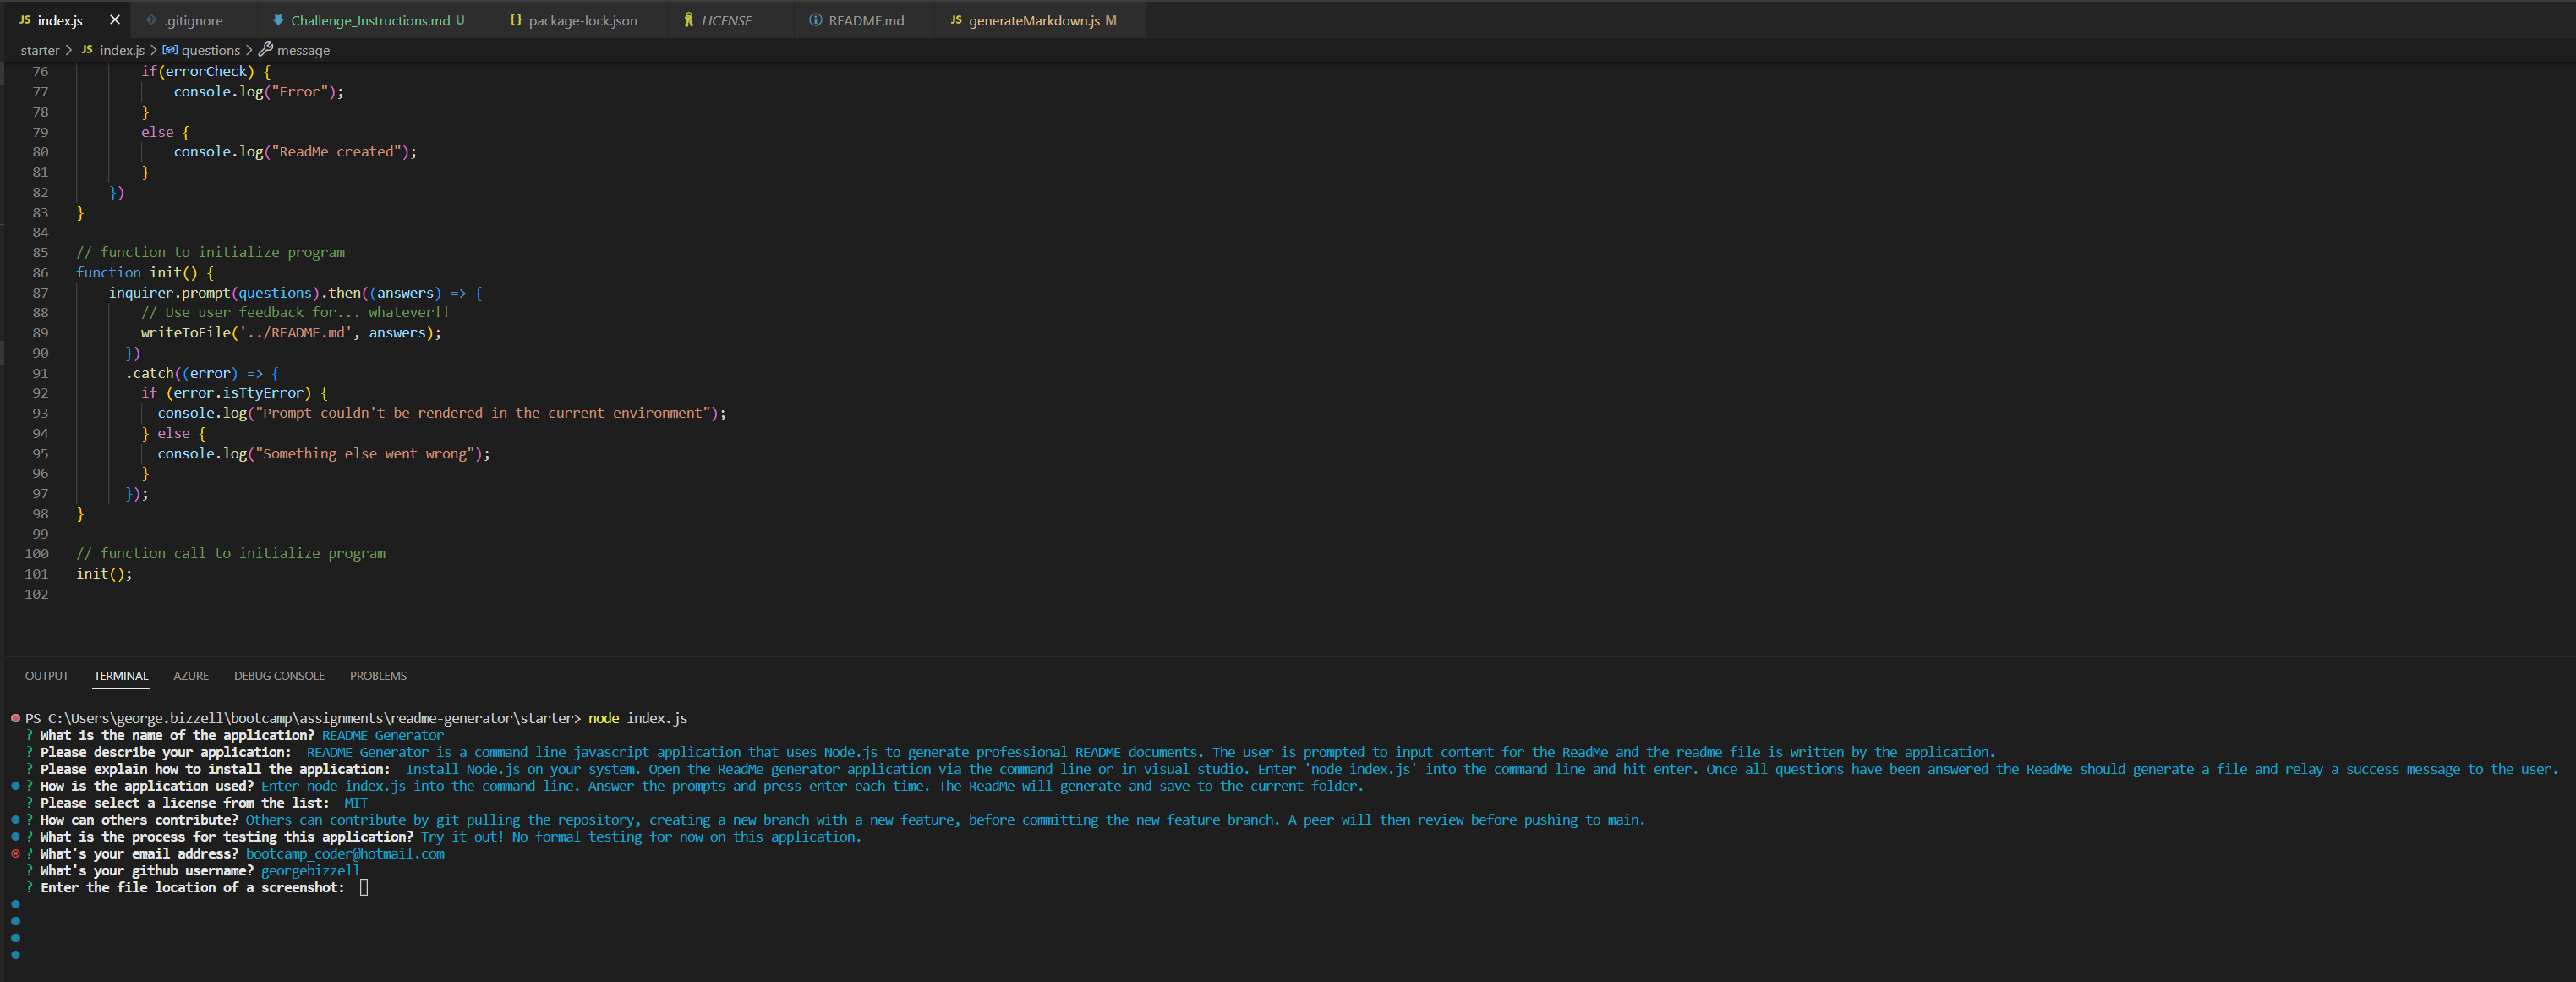 JS index.js × .gitignore Challenge_Instructions.md U {} package-lock.json LICENSE README.md JS generateMarkdown.js M
starter > JS index.js > questions > message
76 if(errorCheck) {
77 console.log("Error");
78 }
79 else {
80 console.log("ReadMe created");
81 }
82 })
83 }
84
85 // function to initialize program
86 function init() {
87 inquirer.prompt(questions).then((answers) => {
88 // Use user feedback for... whatever!!
89 writeToFile('../README.md', answers);
90 })
91 .catch((error) => {
92 if (error.isTtyError) {
93 console.log("Prompt couldn't be rendered in the current environment");
94 } else {
95 console.log("Something else went wrong");
96 }
97 });
98 }
99
100 // function call to initialize program
101 init();
102
OUTPUT TERMINAL AZURE DEBUG CONSOLE PROBLEMS
PS C:\Users\george.bizzell\bootcamp\assignments\readme-generator\starter> node index.js
? What is the name of the application? README Generator
? Please describe your application: README Generator is a command line javascript application that uses Node.js to generate professional README documents. The user is prompted to input content for the ReadMe and the readme file is written by the application.
? Please explain how to install the application: Install Node.js on your system. Open the ReadMe generator application via the command line or in visual studio. Enter 'node index.js' into the command line and hit enter. Once all questions have been answered the ReadMe should generate a file and relay a success message to the user.
? How is the application used? Enter node index.js into the command line. Answer the prompts and press enter each time. The ReadMe will generate and save to the current folder.
? Please select a license from the list: MIT
? How can others contribute? Others can contribute by git pulling the repository, creating a new branch with a new feature, before committing the new feature branch. A peer will then review before pushing to main.
? What is the process for testing this application? Try it out! No formal testing for now on this application.
? What's your email address? bootcamp_coder@hotmail.com
? What's your github username? georgebizzell
? Enter the file location of a screenshot: